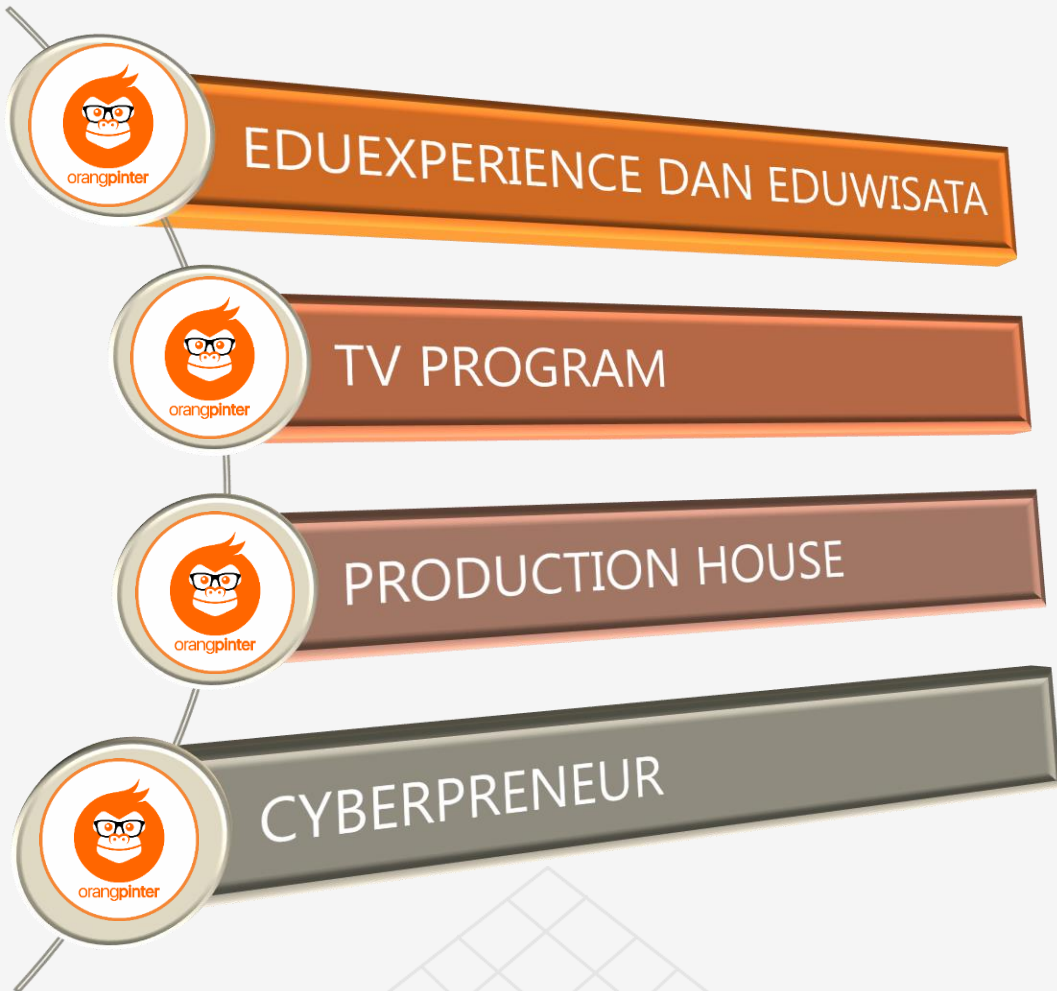 orangpinter
EDUEXPERIENCE DAN EDUWISATA
orangpinter
TV PROGRAM
orangpinter
PRODUCTION HOUSE
orangpinter
CYBERPRENEUR